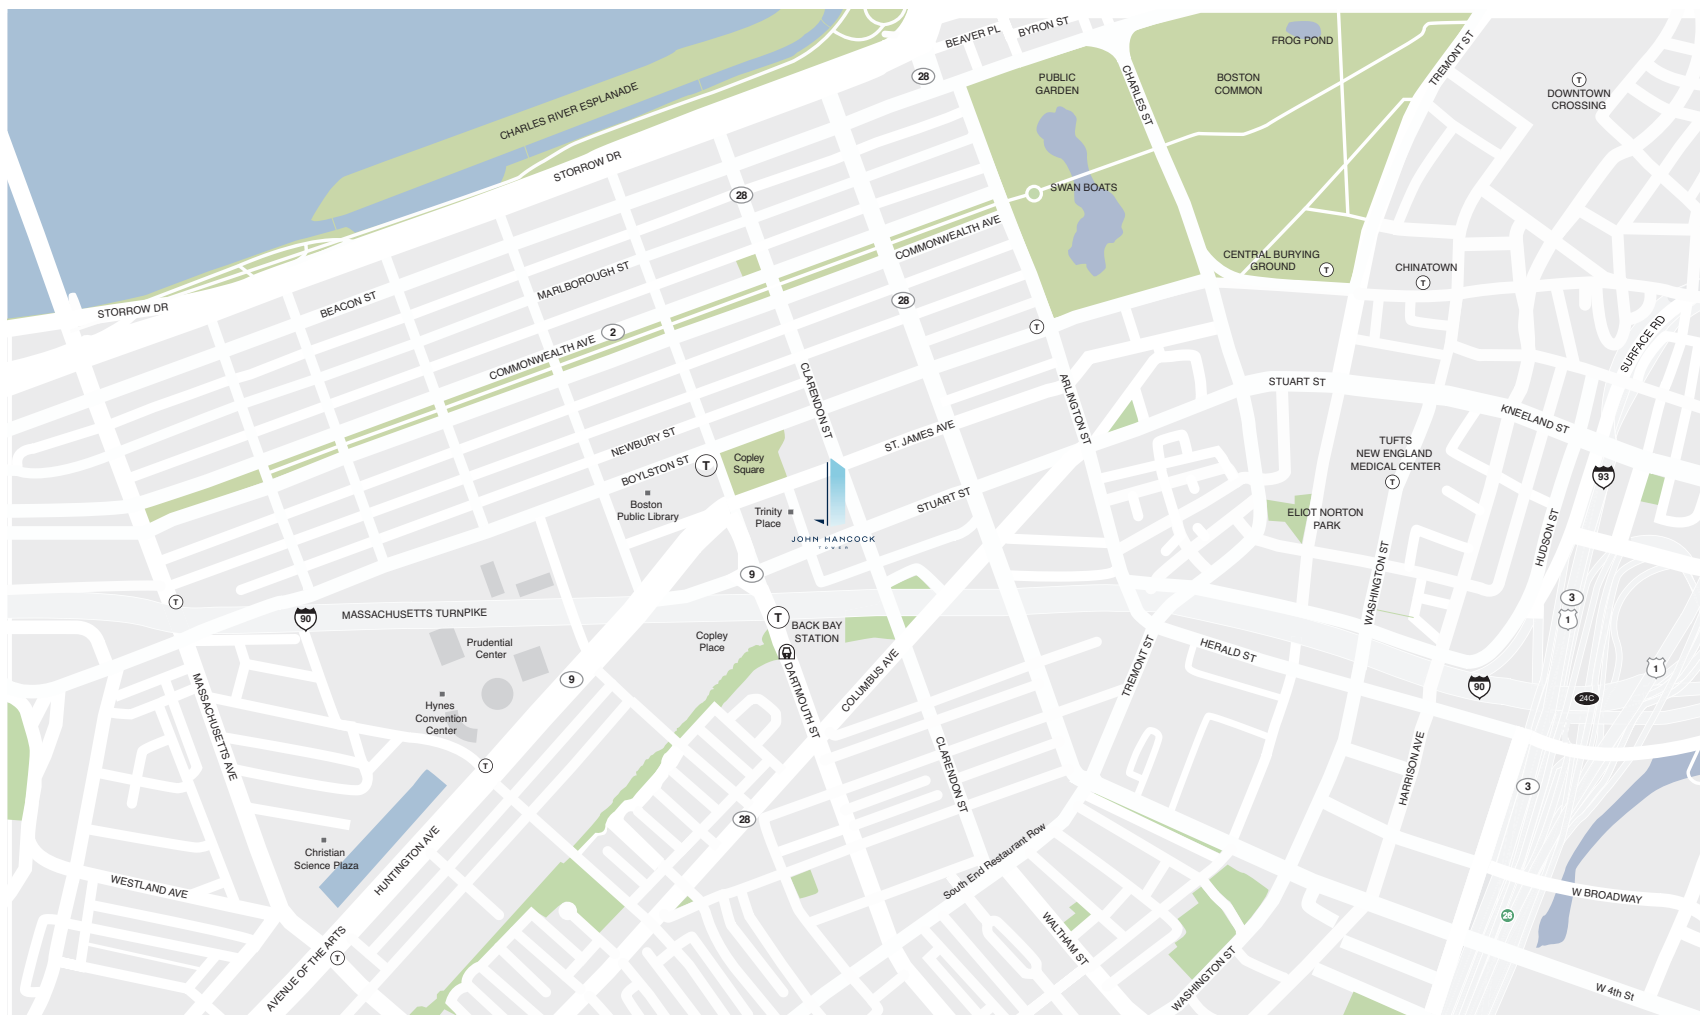 BEAVER PL
BYRON ST
FROG POND
TREMONT ST
28
PUBLIC
GARDEN
CHARLES ST
BOSTON
COMMON
T
DOWNTOWN
CROSSING
CHARLES RIVER ESPLANADE
STORROW DR
28
SWAN BOATS
COMMONWEALTH AVE
CENTRAL BURYING
GROUND
T
CHINATOWN
T
MARLBOROUGH ST
BEACON ST
STORROW DR
28
2
T
COMMONWEALTH AVE
SURFACE RD
CLARENDON ST
ARLINGTON ST
STUART ST
KNEELAND ST
NEWBURY ST
ST. JAMES AVE
BOYLSTON ST
T
Copley
Square
TUFTS
NEW ENGLAND
MEDICAL CENTER
T
93
Boston
Public Library
Trinity
Place
STUART ST
ELIOT NORTON
PARK
JOHN HANCOCK
TOWER
HUDSON ST
WASHINGTON ST
9
T
90
MASSACHUSETTS TURNPIKE
T
BACK BAY
STATION
3
1
Prudential
Center
Copley
Place
HERALD ST
TREMONT ST
1
9
DARTMOUTH ST
COLUMBUS AVE
90
24C
MASSACHUSETTS AVE
Hynes
Convention
Center
T
CLARENDON ST
HARRISON AVE
3
28
Christian
Science Plaza
HUNTINGTON AVE
South End Restaurant Row
WESTLAND AVE
W BROADWAY
26
WALTHAM ST
AVENUE OF THE ARTS
T
WASHINGTON ST
W 4th St